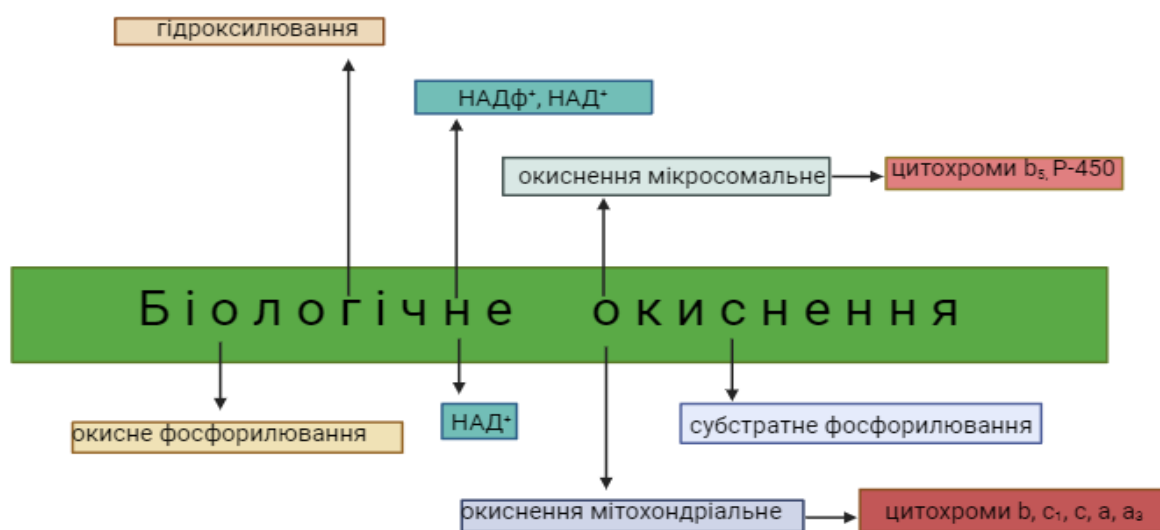 гідроксилювання
НАДф⁺, НАД⁺
окиснення мікросомальне
цитохроми b₅, Р-450
Біологічне окиснення
окисне фосфорилювання
НАД⁺
субстратне фосфорилювання
окиснення мітохондріальне
цитохроми b, c₁, c, a, a₃